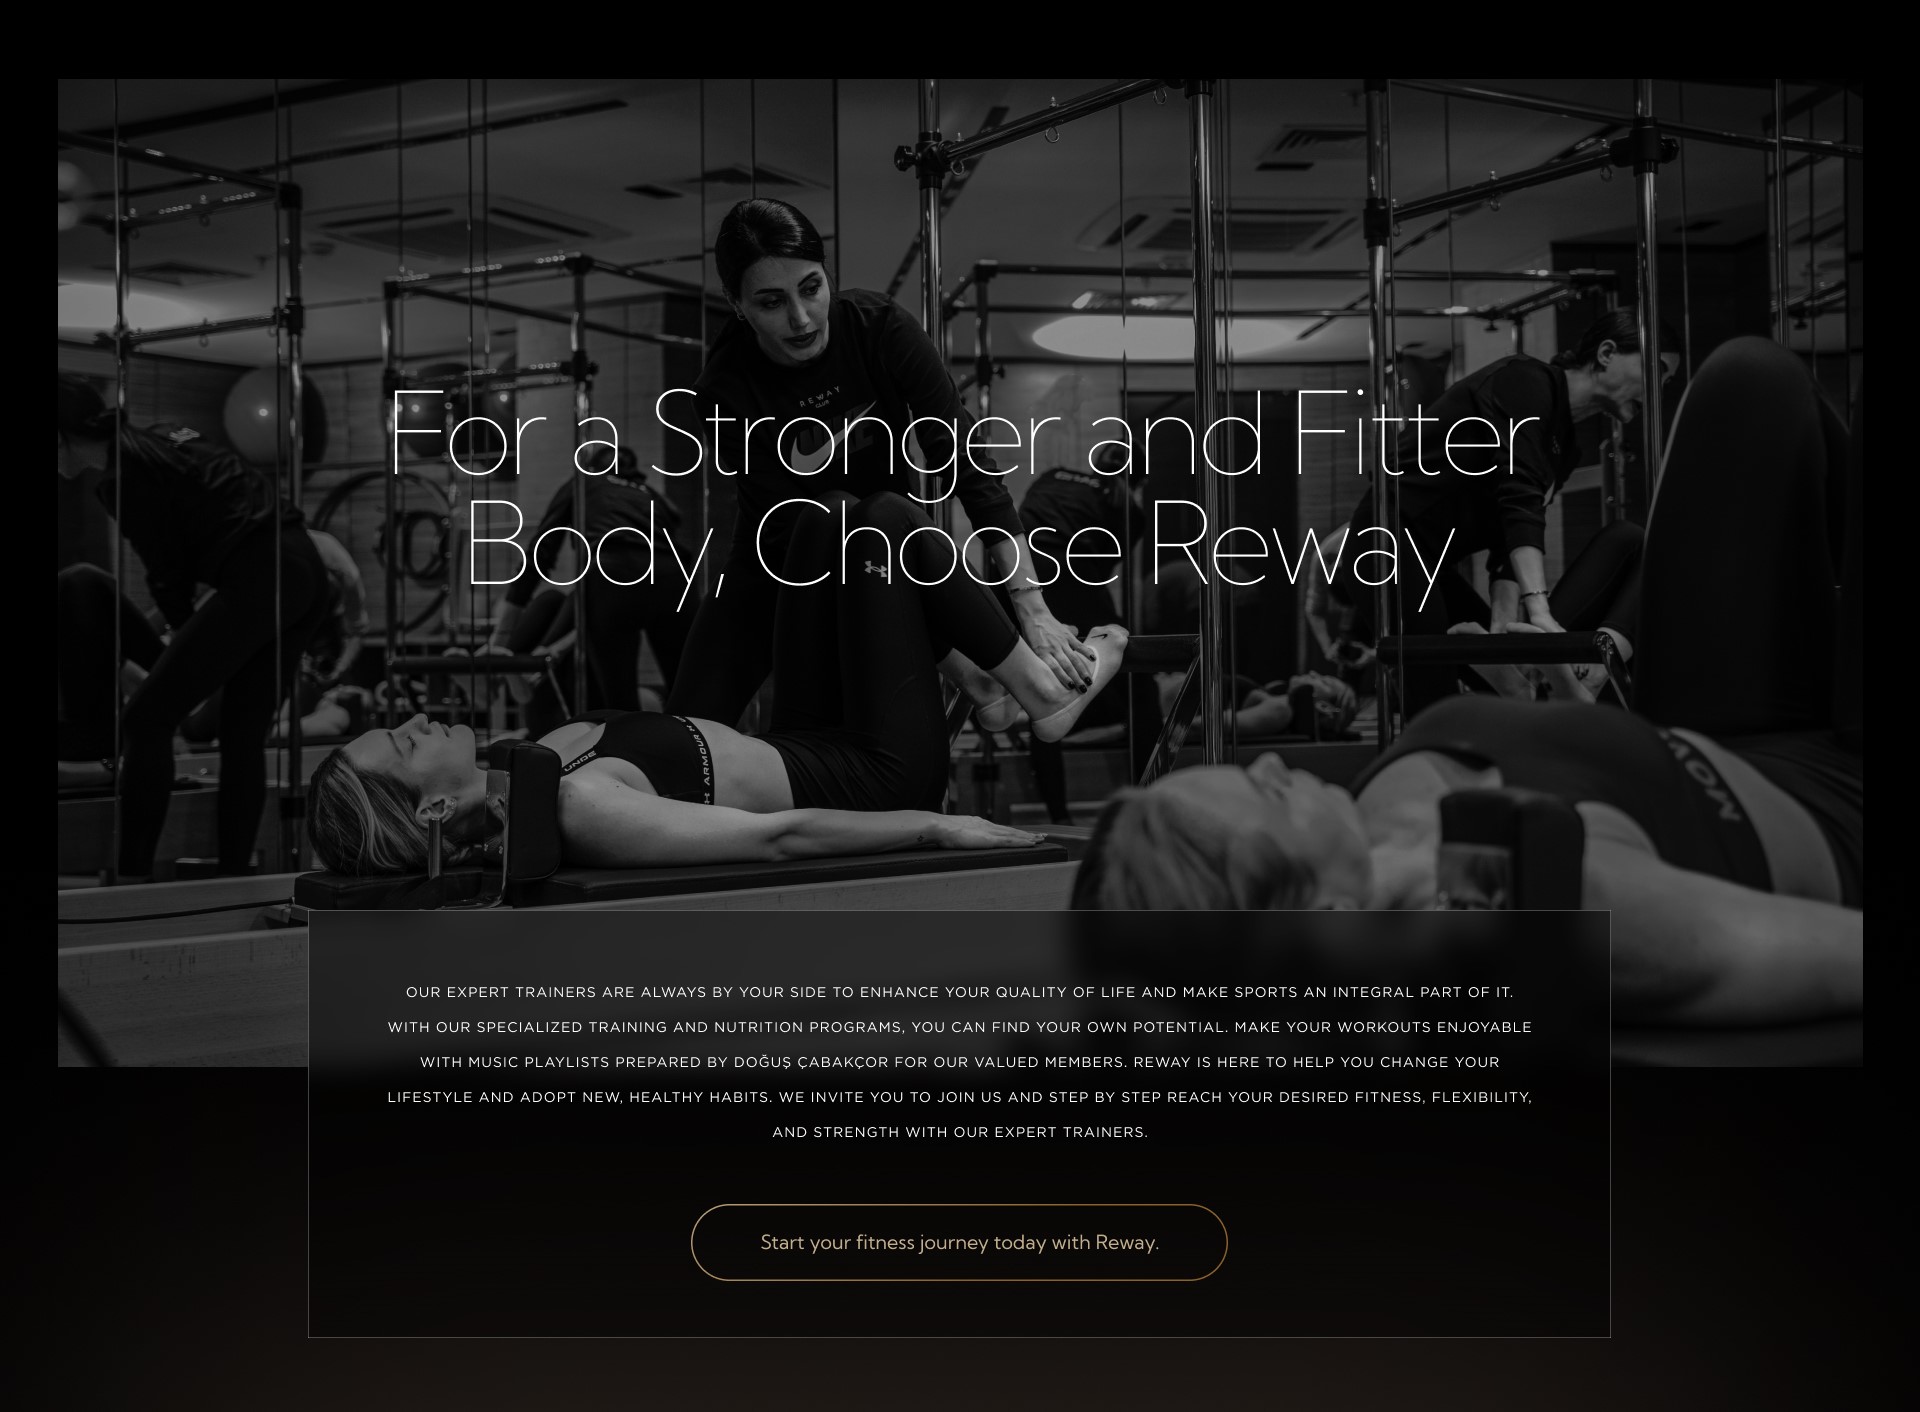 REWAY
CLUB
For a Stronger and Fitter
Body, Choose Reway
UNDE
ARMOUR
OUR EXPERT TRAINERS ARE ALWAYS BY YOUR SIDE TO ENHANCE YOUR QUALITY OF LIFE AND MAKE SPORTS AN INTEGRAL PART OF IT.
WITH OUR SPECIALIZED TRAINING AND NUTRITION PROGRAMS, YOU CAN FIND YOUR OWN POTENTIAL. MAKE YOUR WORKOUTS ENJOYABLE
WITH MUSIC PLAYLISTS PREPARED BY DOĞUŞ ÇABAKÇOR FOR OUR VALUED MEMBERS. REWAY IS HERE TO HELP YOU CHANGE YOUR
LIFESTYLE AND ADOPT NEW, HEALTHY HABITS. WE INVITE YOU TO JOIN US AND STEP BY STEP REACH YOUR DESIRED FITNESS, FLEXIBILITY,
AND STRENGTH WITH OUR EXPERT TRAINERS.
Start your fitness journey today with Reway.